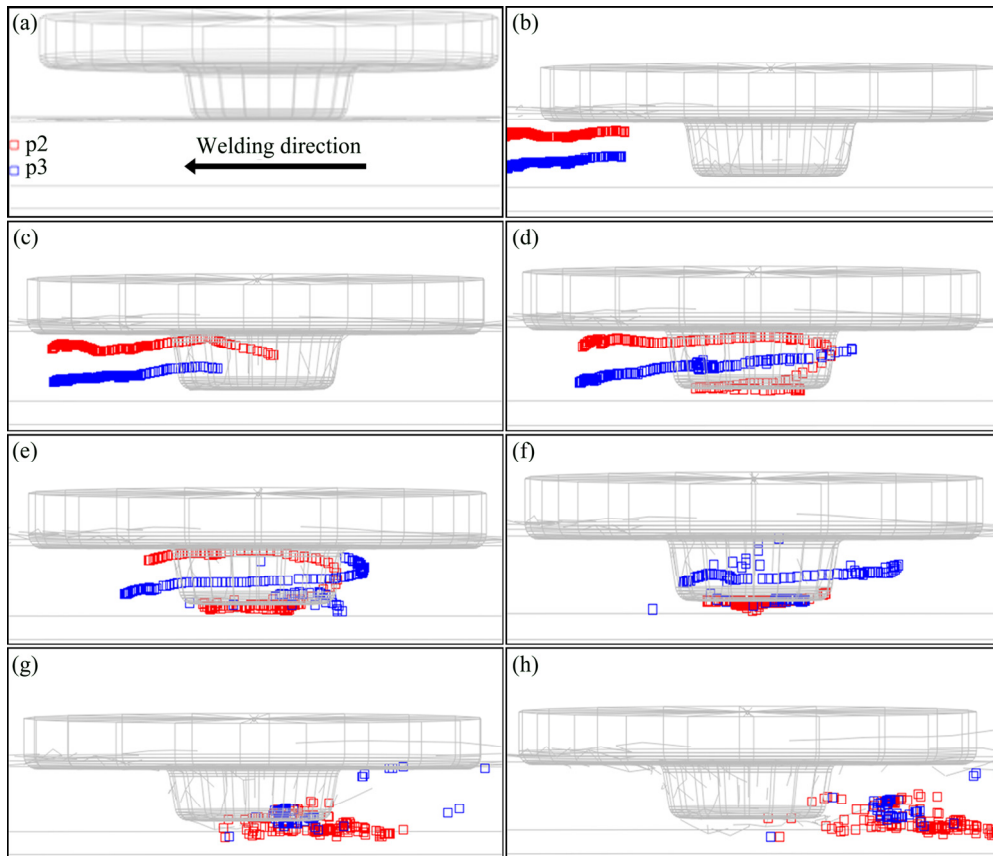 (a)
p2
p3
Welding direction
(b)
(c)
(d)
(e)
(f)
(g)
(h)